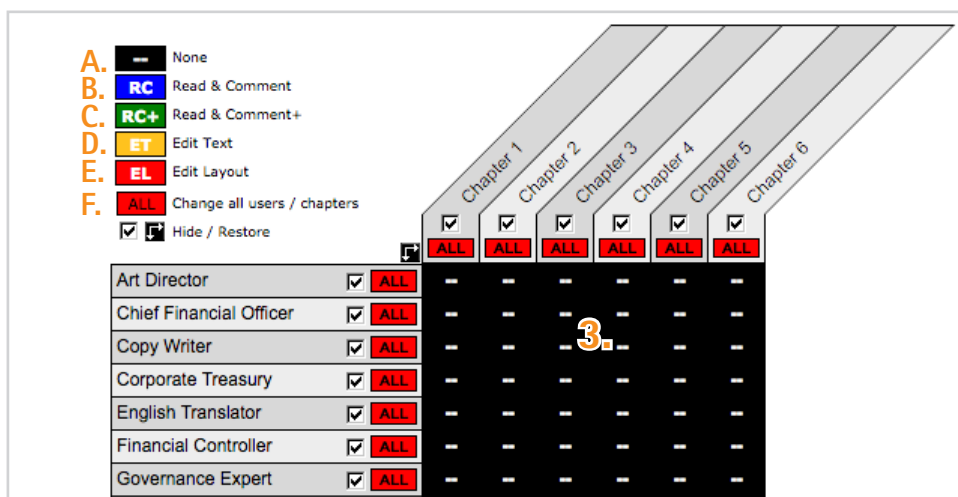 A. -- None
B. RC Read & Comment
C. RC+ Read & Comment+
D. ET Edit Text
E. EL Edit Layout
F. ALL Change all users / chapters
Hide / Restore
Chapter 1 Chapter 2 Chapter 3 Chapter 4 Chapter 5 Chapter 6
ALL ALL ALL ALL ALL ALL
Art Director ALL -- -- -- -- -- --
Chief Financial Officer ALL -- -- -- -- -- --
3.
Copy Writer ALL -- -- -- -- -- --
Corporate Treasury ALL -- -- -- -- -- --
English Translator ALL -- -- -- -- -- --
Financial Controller ALL -- -- -- -- -- --
Governance Expert ALL -- -- -- -- -- --